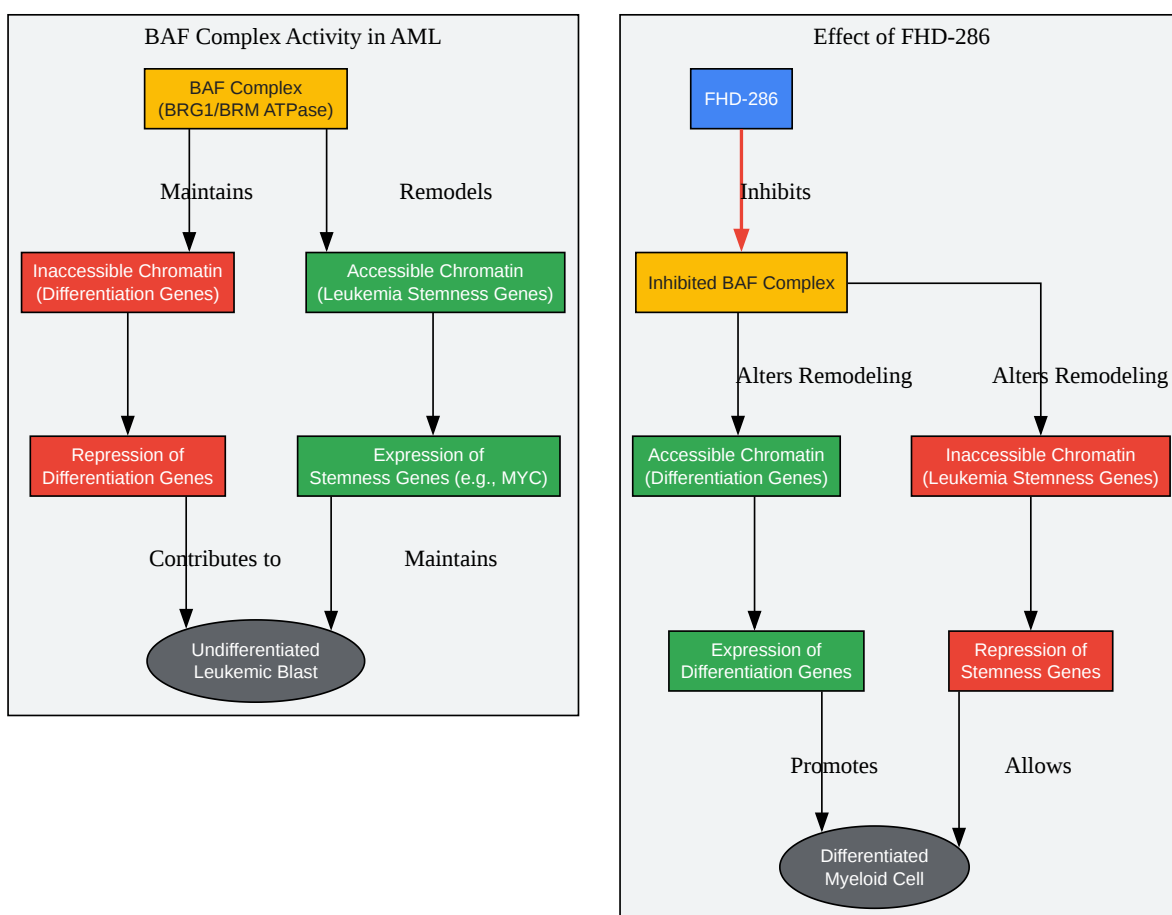 BAF Complex Activity in AML
BAF Complex
(BRG1/BRM ATPase)
Maintains
Remodels
Inaccessible Chromatin
(Differentiation Genes)
Accessible Chromatin
(Leukemia Stemness Genes)
Repression of
Differentiation Genes
Expression of
Stemness Genes (e.g., MYC)
Contributes to
Maintains
Undifferentiated
Leukemic Blast
Effect of FHD-286
FHD-286
Inhibits
Inhibited BAF Complex
Alters Remodeling
Alters Remodeling
Accessible Chromatin
(Differentiation Genes)
Inaccessible Chromatin
(Leukemia Stemness Genes)
Expression of
Differentiation Genes
Repression of
Stemness Genes
Promotes
Allows
Differentiated
Myeloid Cell